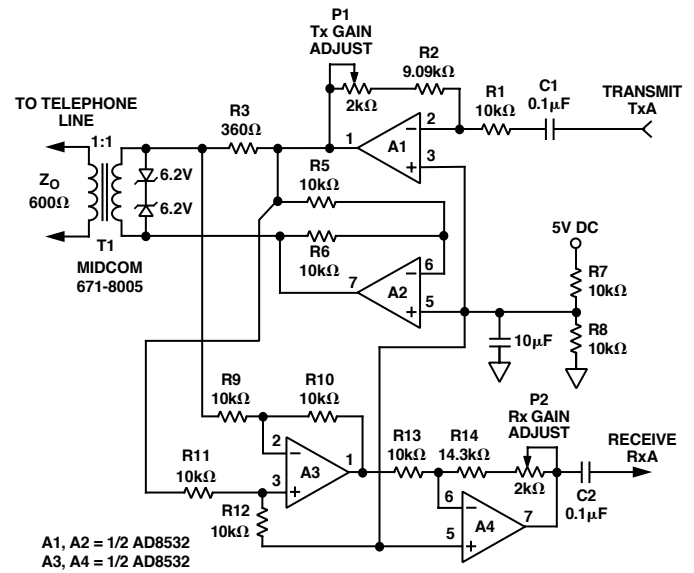 P1
Tx GAIN
ADJUST
2kΩ
R2
9.09kΩ
R1
10kΩ
C1
0.1μF
TRANSMIT
TxA
TO TELEPHONE
LINE
1:1
ZO
600Ω
T1
MIDCOM
671-8005
6.2V
6.2V
R3
360Ω
1
A1
2
3
R5
10kΩ
R6
10kΩ
7
A2
6
5
5V DC
R7
10kΩ
R8
10kΩ
10μF
R9
10kΩ
R10
10kΩ
R11
10kΩ
R12
10kΩ
2
3
A3
1
R13
10kΩ
R14
14.3kΩ
P2
Rx GAIN
ADJUST
2kΩ
6
5
A4
7
C2
0.1μF
RECEIVE
RxA
A1, A2 = 1/2 AD8532
A3, A4 = 1/2 AD8532